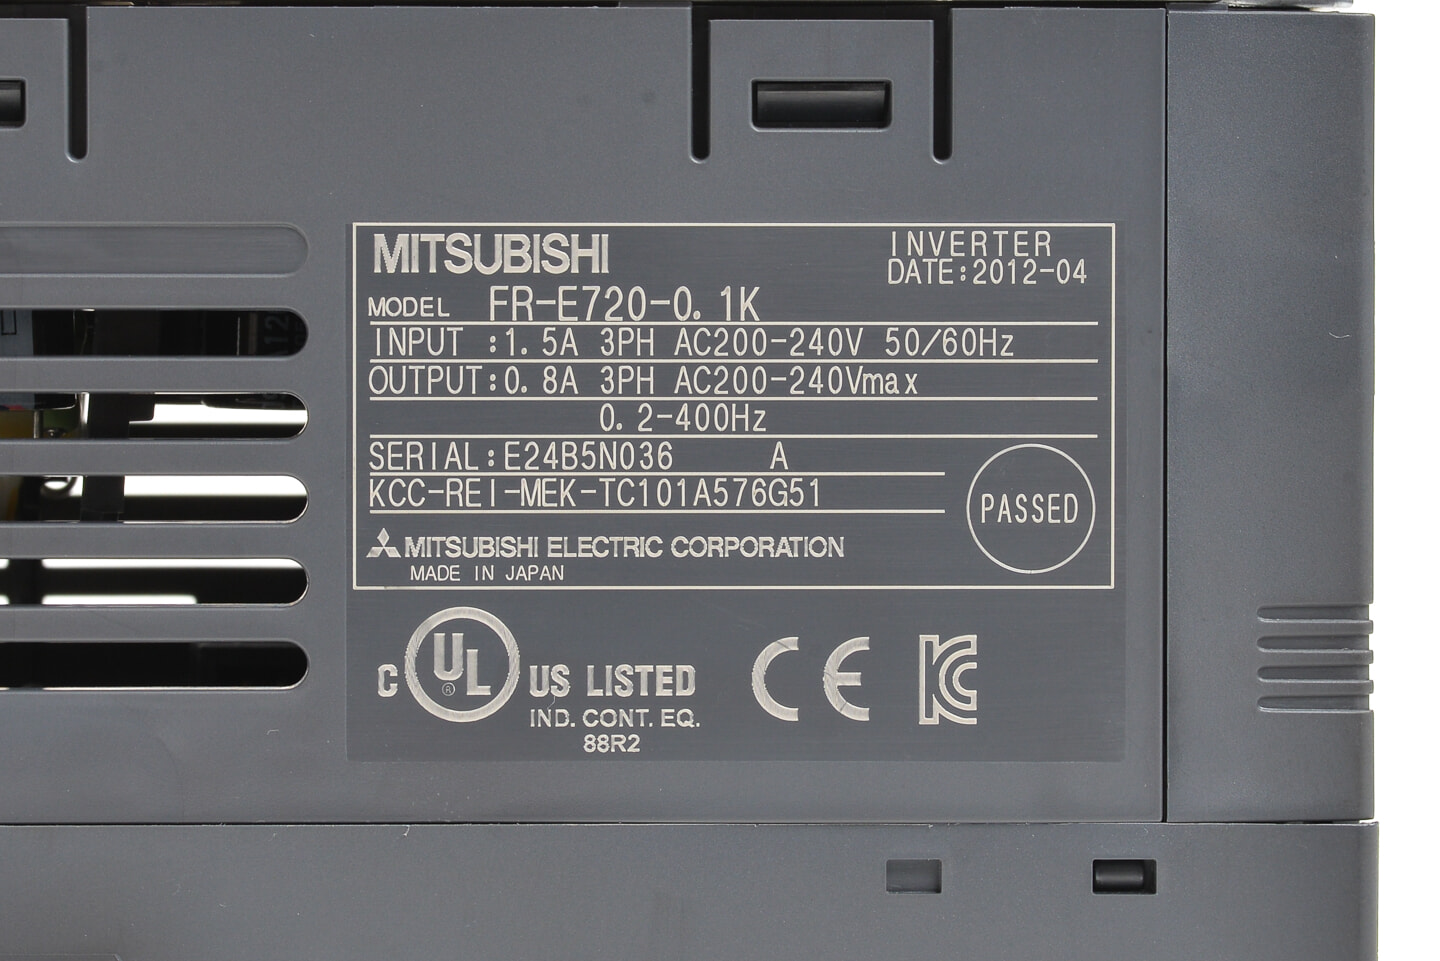 MITSUBISHI
INVERTER
DATE:2012-04
MODEL FR-E720-0.1K
INPUT :1.5A 3PH AC200-240V 50/60Hz
OUTPUT:0.8A 3PH AC200-240Vmax
0.2-400Hz
SERIAL:E24B5N036 A
KCC-REI-MEK-TC101A576G51
PASSED
MITSUBISHI ELECTRIC CORPORATION
MADE IN JAPAN
C UL ® US LISTED
IND. CONT. EQ.
88R2
CE
KC